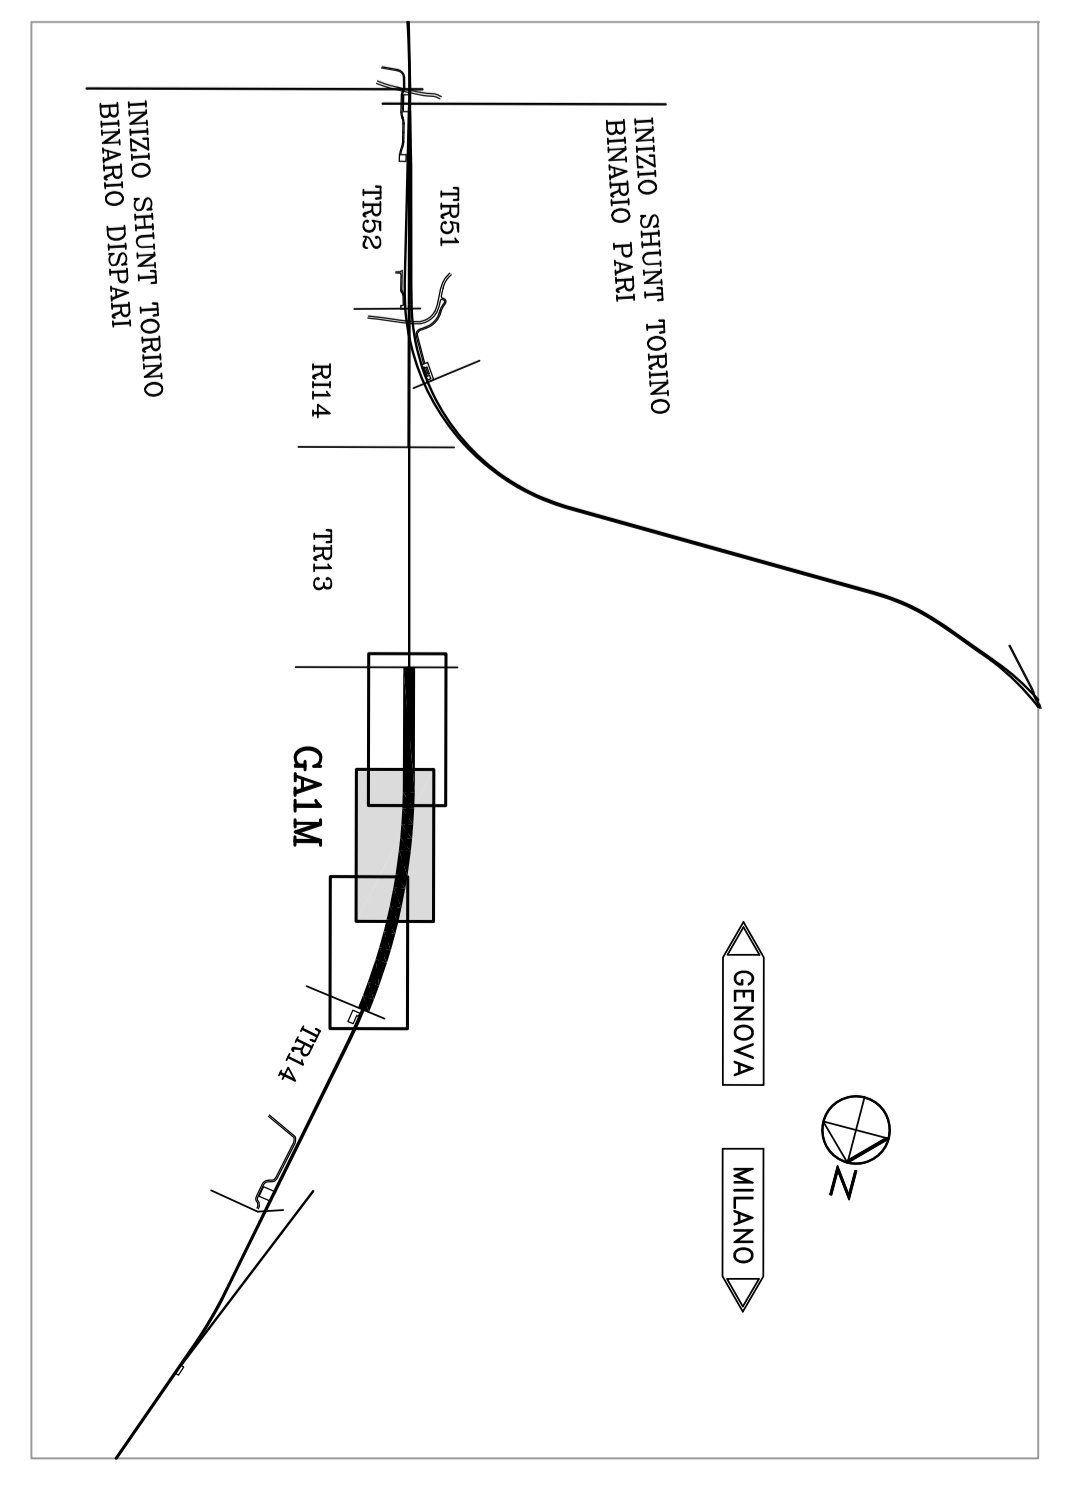 INIZIO SHUNT TORINO
BINARIO DISPARI
INIZIO SHUNT TORINO
BINARIO PARI
TR52
TR51
RI14
TR13
GA1M
TR14
GENOVA
MILANO
N